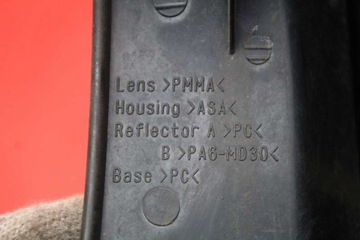 Lens >PMMA<
Housing >ASA<
Reflector A >PC<
B >PA6-MD30<
Base >PC<